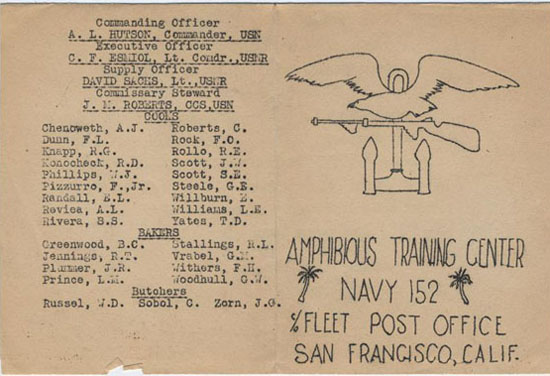 Commanding Officer
A. L. HUTSON, Commander, USN
Executive Officer
C. F. ESMIOL, Lt. Comdr., USNR
Supply Officer
DAVID SACHS, Lt., USNR
Commissary Steward
J. M. ROBERTS, CCS, USN
COOKS
Chenoweth, A.J. Roberts, C.
Dunn, F.L. Rock, F.O.
Knapp, R.G. Rollo, R.E.
Konecheck, R.D. Scott, J.W.
Phillips, W.J. Scott, S.E.
Pizzurro, F., Jr. Steele, G.E.
Randall, E.L. Willburn, E.
Revica, A.L. Williams, L.E.
Rivera, S.S. Yates, T.D.
BAKERS
Greenwood, B.C. Stallings, R.L.
Jennings, R.T. Vrabel, G.M.
Plummer, J.R. Withers, F.H.
Prince, L.M. Woodhull, G.W.
Butchers
Russel, W.D. Sobol, C. Zorn, J.G.
AMPHIBIOUS TRAINING CENTER
NAVY 152
℅ FLEET POST OFFICE
SAN FRANCISCO, CALIF.